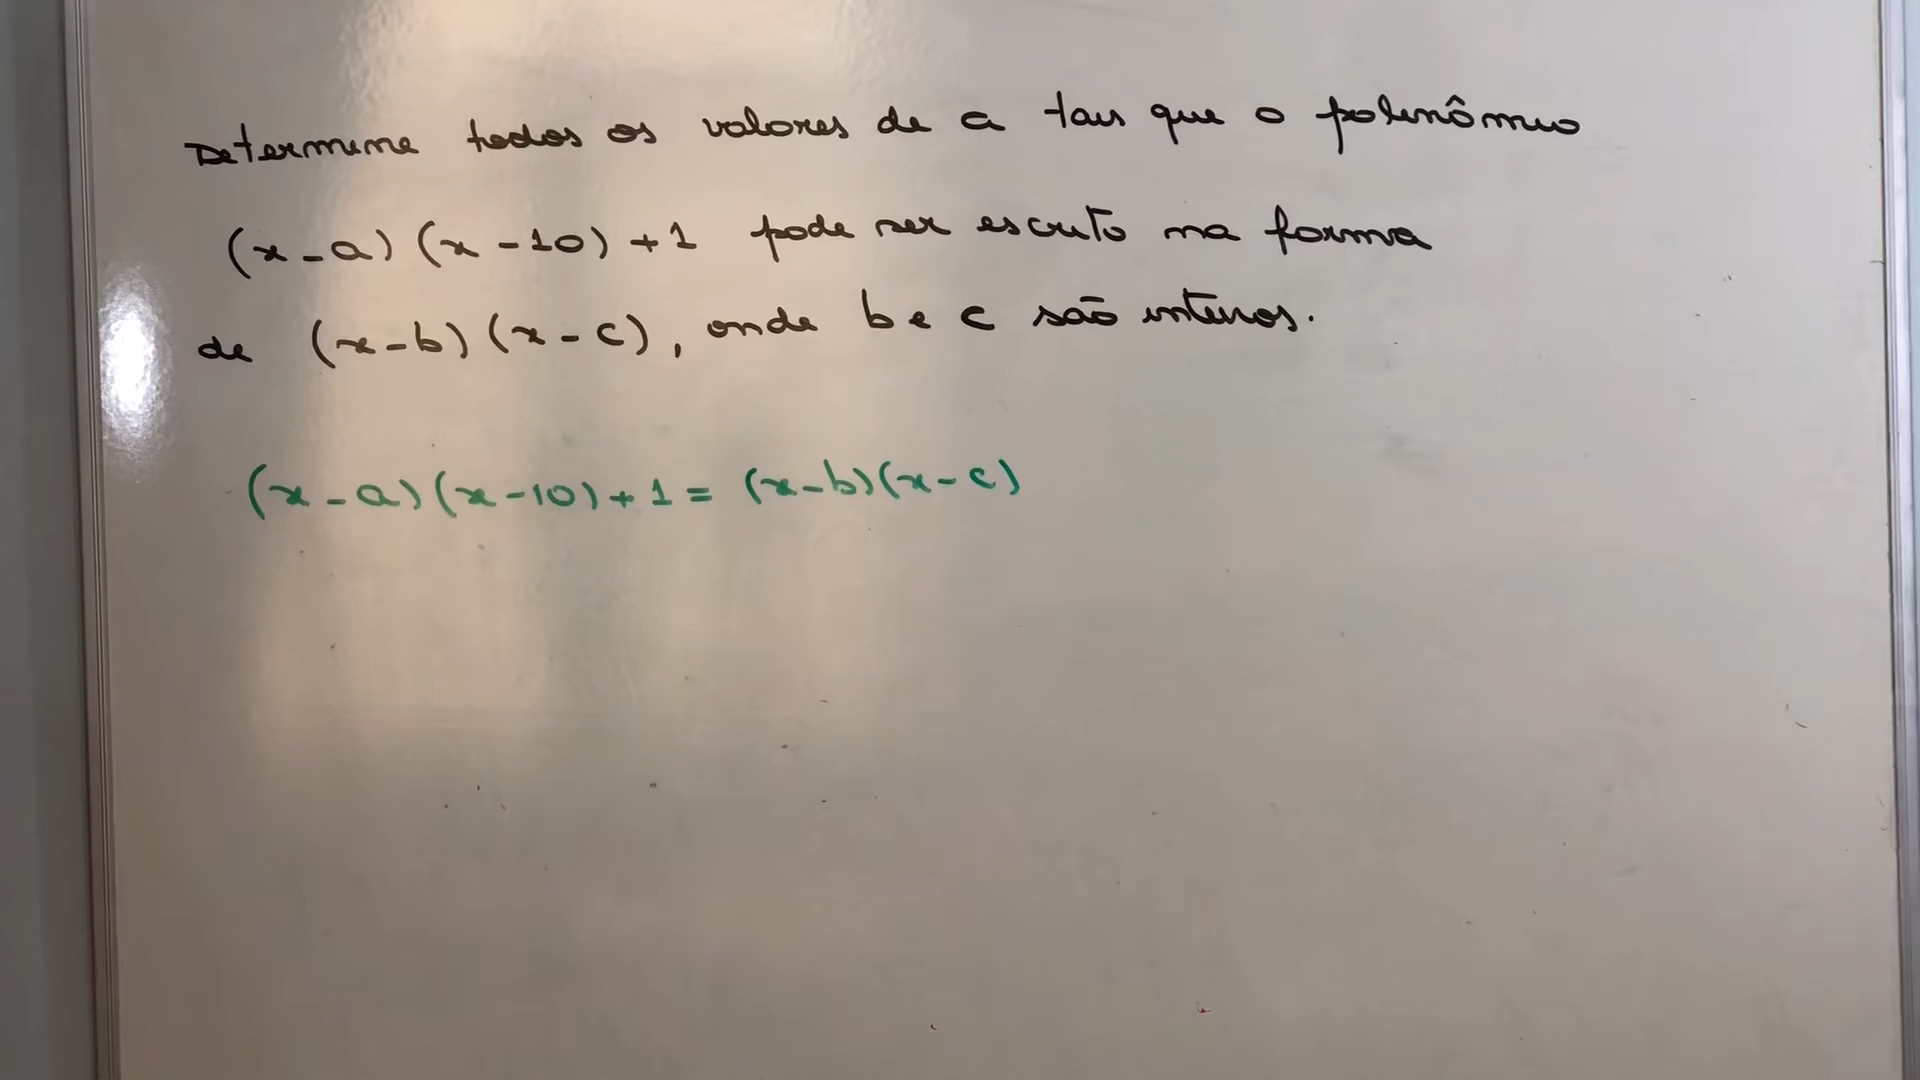 Determine todos os valores de a tais que o polinômio
(x-a)(x-10)+1 pode ser escrito na forma
de (x-b)(x-c), onde b e c são inteiros.
(x-a)(x-10)+1=(x-b)(x-c)